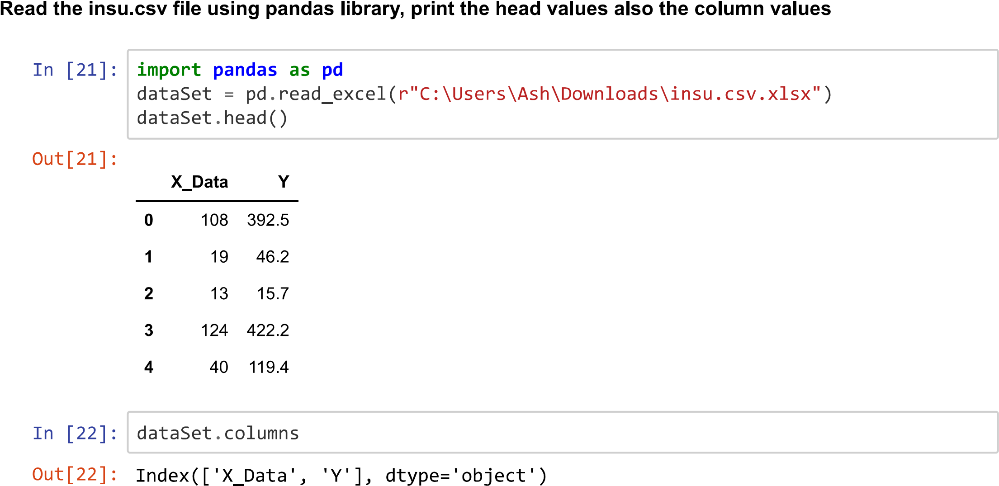 Read the insu.csv file using pandas library, print the head values also the column values
In [21]: import pandas as pd
dataSet = pd.read_excel(r"C:\Users\Ash\Downloads\insu.csv.xlsx")
dataSet.head()
Out[21]:
X_Data Y
0 108 392.5
1 19 46.2
2 13 15.7
3 124 422.2
4 40 119.4
In [22]: dataSet.columns
Out[22]: Index(['X_Data', 'Y'], dtype='object')